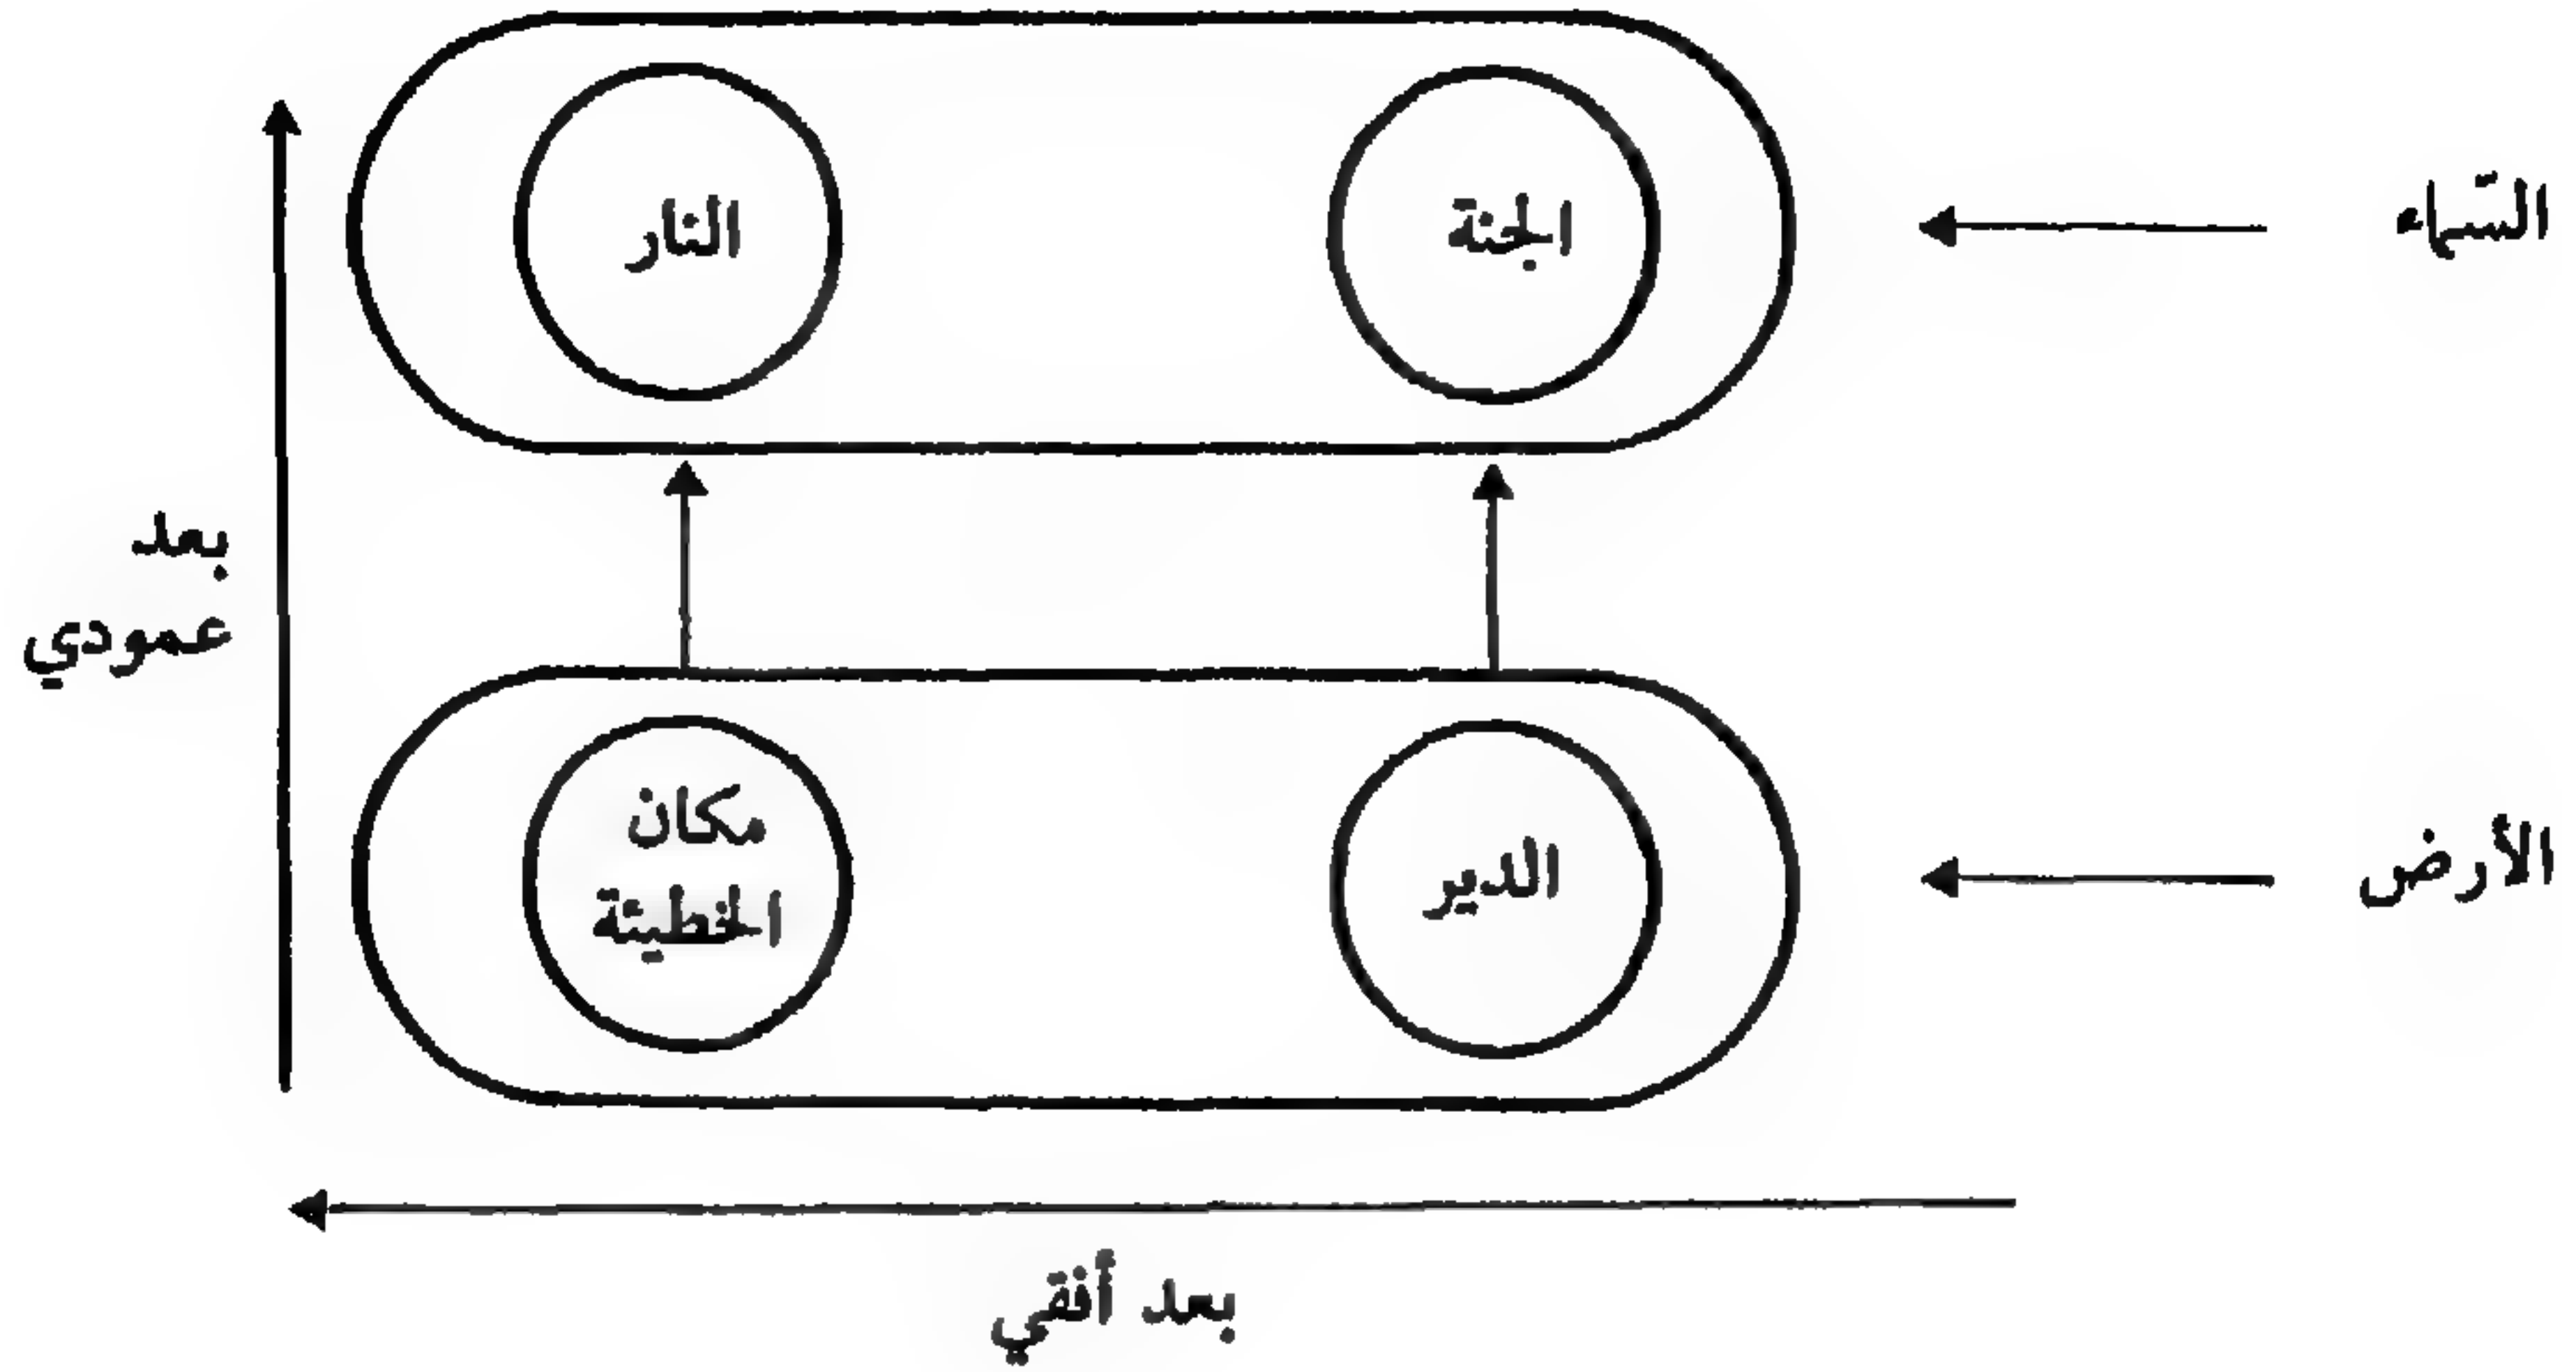 السّماء
الجنة
النار
بعد
عمودي
الأرض
الدير
مكان
الخطيئة
بعد أفقي